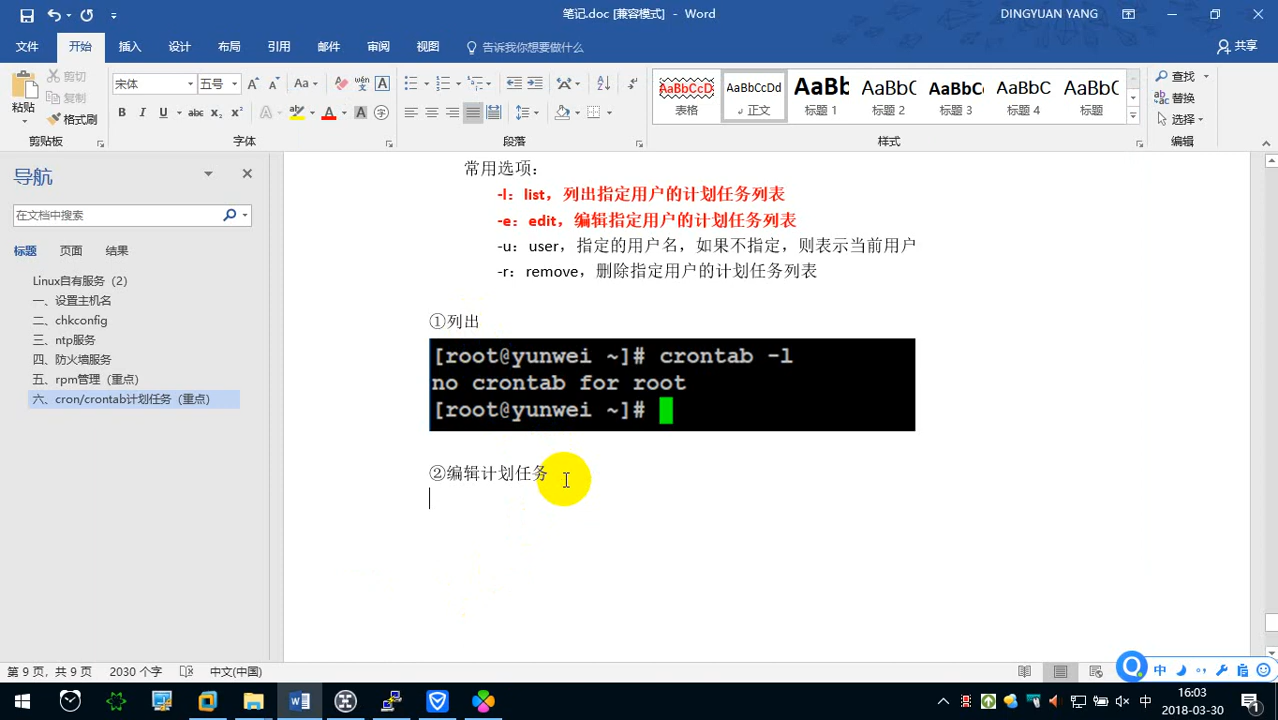 笔记.doc [兼容模式] - Word
DINGYUAN YANG
文件 开始 插入 设计 布局 引用 邮件 审阅 视图 告诉我你想要做什么 共享
粘贴 剪切 复制 格式刷
宋体 五号
剪贴板 字体 段落 样式 编辑
AaBbCcD 表格
AaBbCcDd 正文
AaBb 标题 1
AaBbC 标题 2
AaBbC 标题 3
AaBbC 标题 4
AaBbC 标题
查找
替换
选择
导航
在文档中搜索
标题 页面 结果
Linux自有服务（2）
一、设置主机名
二、chkconfig
三、ntp服务
四、防火墙服务
五、rpm管理（重点）
六、cron/crontab计划任务（重点）
常用选项：
-l：list，列出指定用户的计划任务列表
-e：edit，编辑指定用户的计划任务列表
-u：user，指定的用户名，如果不指定，则表示当前用户
-r：remove，删除指定用户的计划任务列表
①列出
[root@yunwei ~]# crontab -l
no crontab for root
[root@yunwei ~]#
②编辑计划任务
第 9 页，共 9 页 2030 个字 中文(中国)
中
中 16:03
2018-03-30